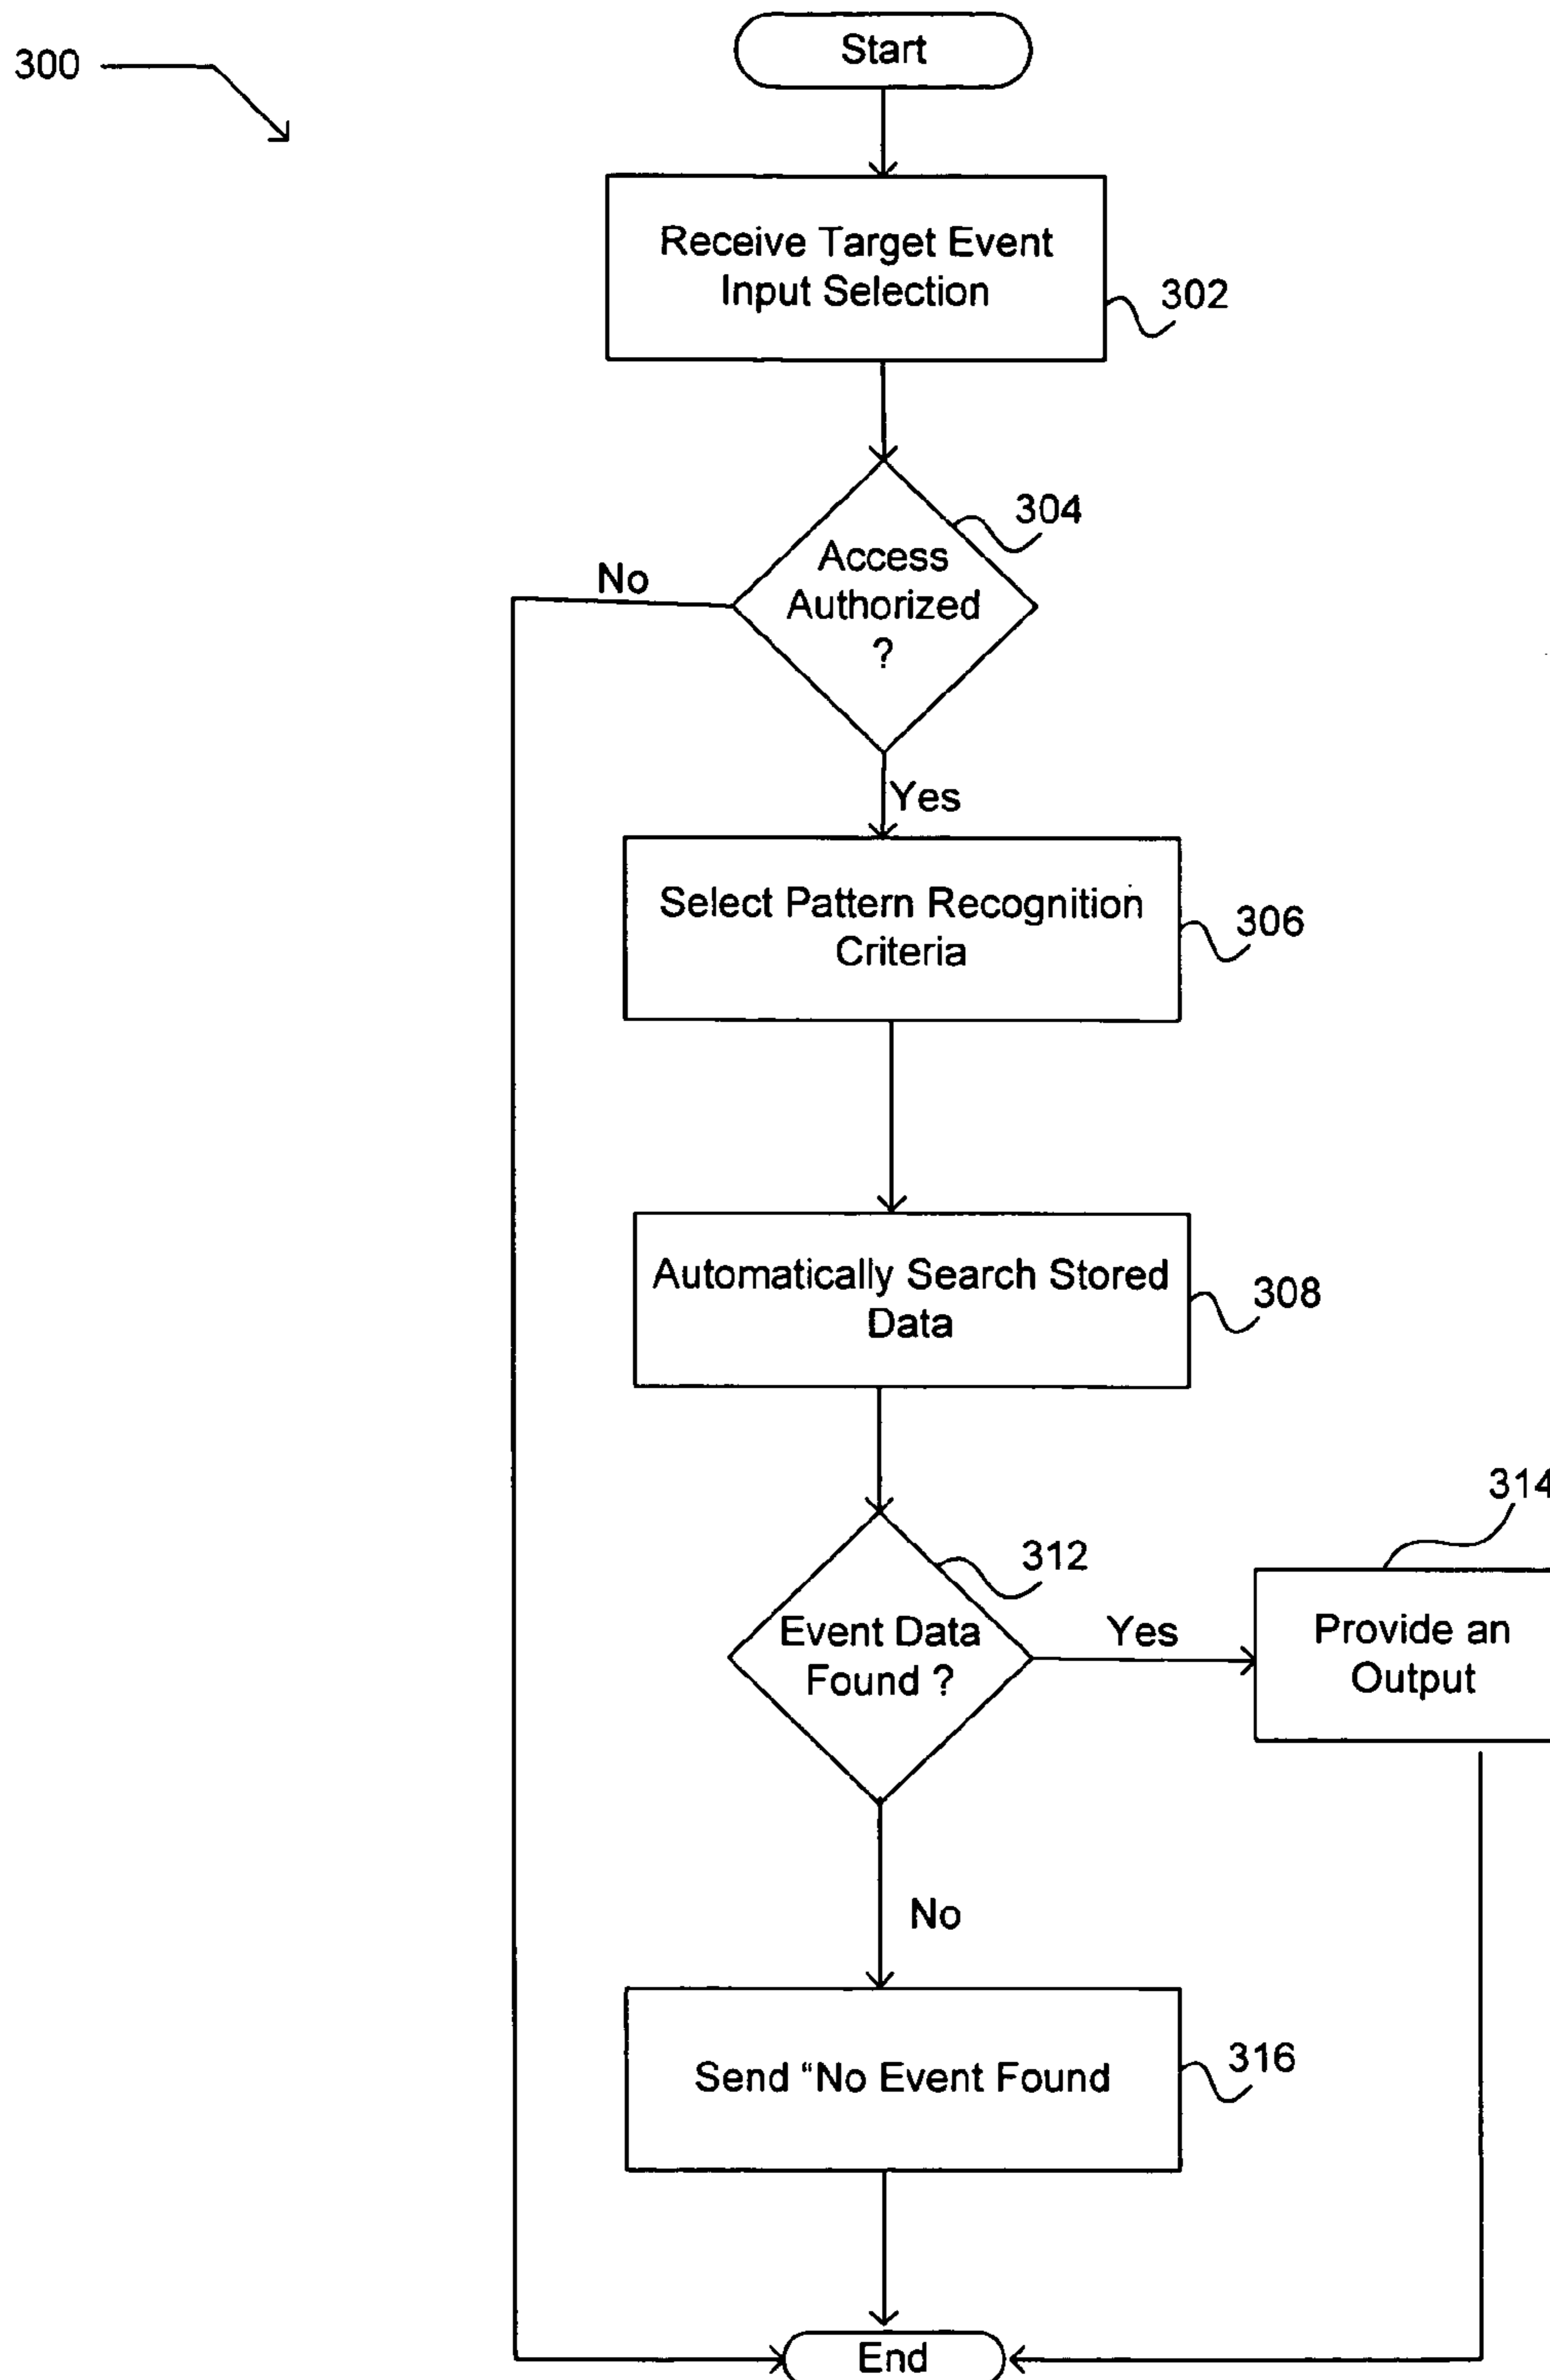 Start
300
Receive Target Event
Input Selection
302
304
Access
Authorized
?
No
Yes
Select Pattern Recognition
Criteria
306
Automatically Search Stored
Data
308
314
312
Event Data
Found ?
Yes
Provide an
Output
No
Send “No Event Found
316
End